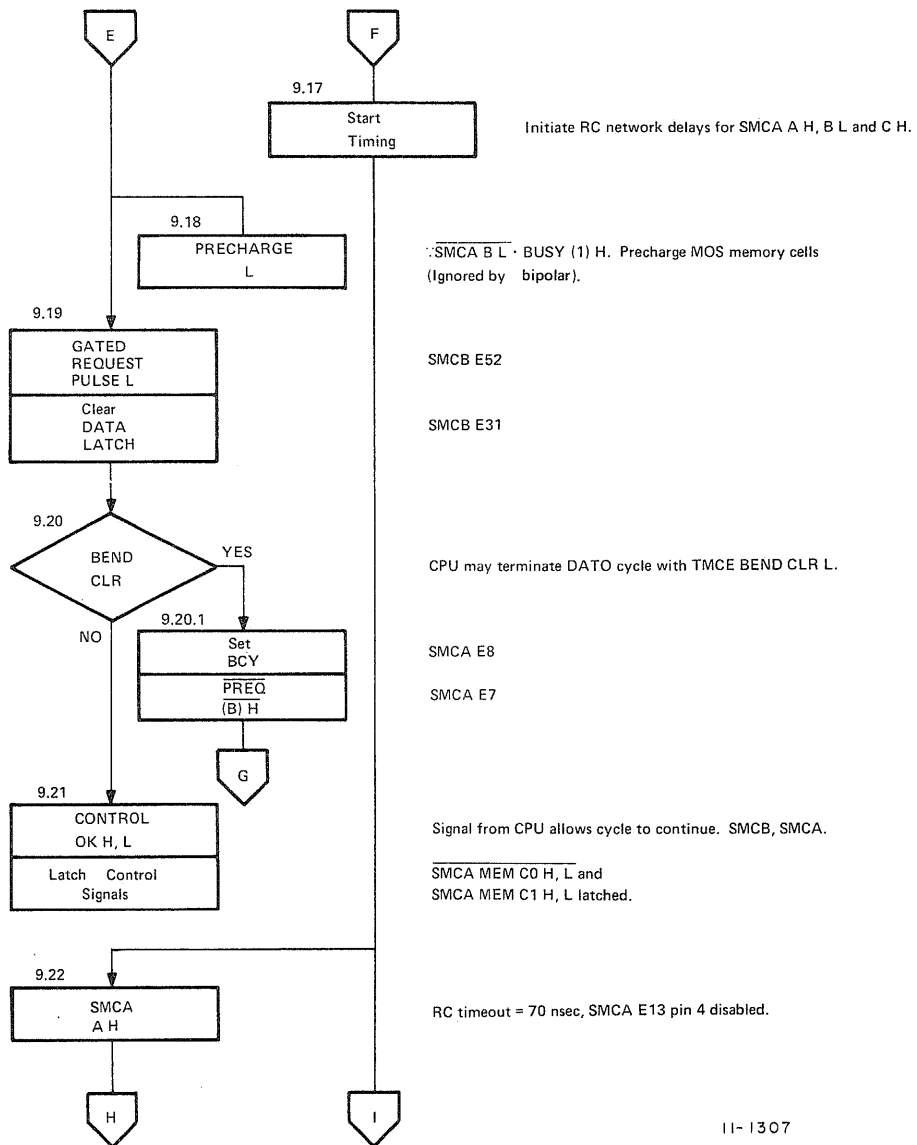 E
F
9.17
Start
Timing
Initiate RC network delays for SMCA A H, B L and C H.
9.18
PRECHARGE
L
∵SMCA B L · BUSY (1) H. Precharge MOS memory cells
(Ignored by bipolar).
9.19
GATED
REQUEST
PULSE L
SMCB E52
Clear
DATA
LATCH
SMCB E31
9.20
BEND
CLR
YES
NO
CPU may terminate DATO cycle with TMCE BEND CLR L.
9.20.1
Set
BCY
SMCA E8
PREQ
(B) H
SMCA E7
G
9.21
CONTROL
OK H, L
Signal from CPU allows cycle to continue. SMCB, SMCA.
Latch Control
Signals
SMCA MEM C0 H, L and
SMCA MEM C1 H, L latched.
9.22
SMCA
A H
RC timeout = 70 nsec, SMCA E13 pin 4 disabled.
H
I
II-1307